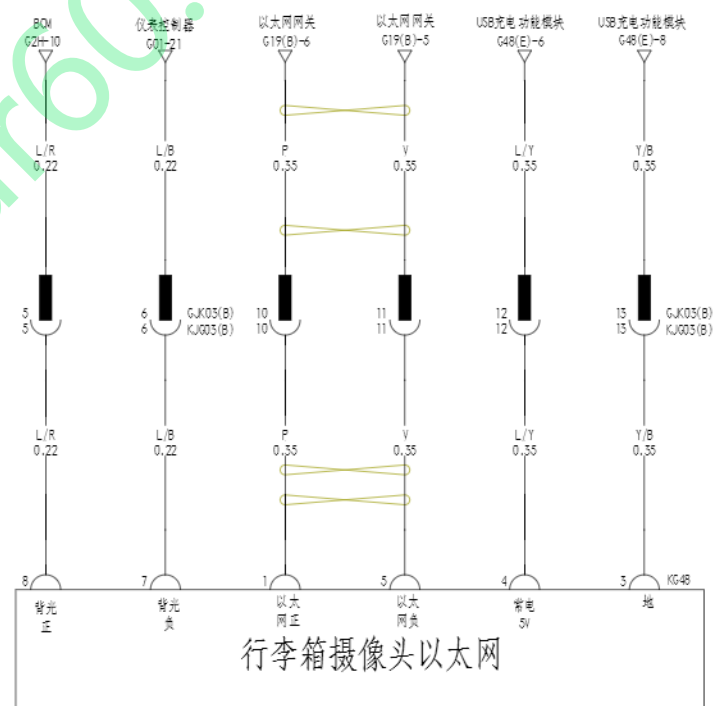 BCM 仪表控制器 以太网网关 以太网网关 USB充电功能模块 USB充电功能模块
G2H-10 G01-21 G19(B)-6 G19(B)-5 G48(E)-6 G48(E)-8
L/R L/B P V L/Y Y/B
0.22 0.22 0.35 0.35 0.35 0.35
5 6 GJK03(B) 10 11 12 13 GJK03(B)
5 6 KJG03(B) 10 11 12 13 KJG03(B)
L/R L/B P V L/Y Y/B
0.22 0.22 0.35 0.35 0.35 0.35
8 7 1 5 4 3 KG48
背光 背光 以太 以太 常电 地
正 负 网正 网负 5V
行李箱摄像头以太网